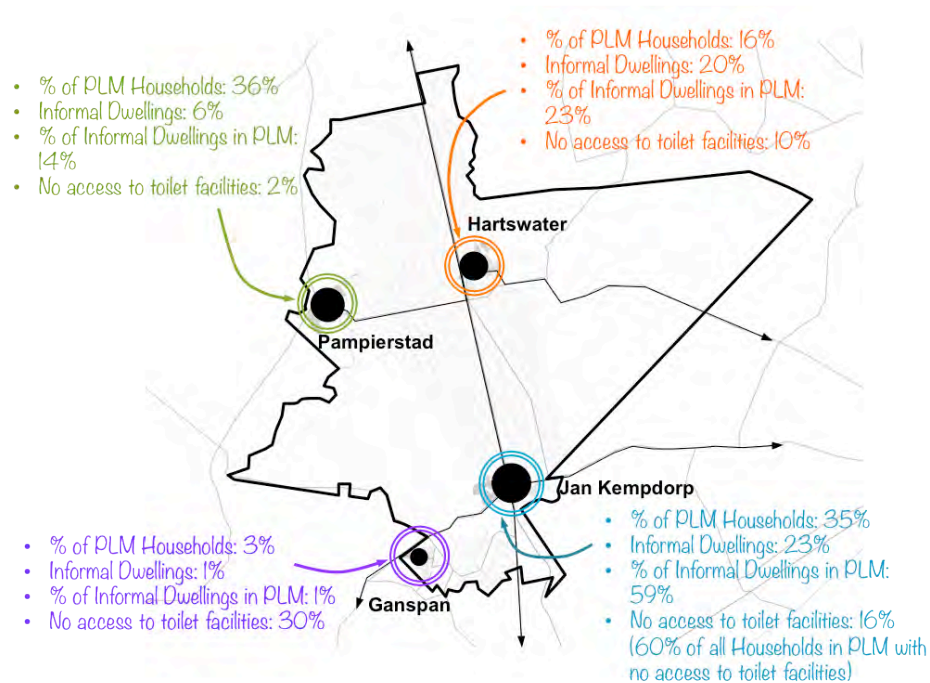 • % of PLM Households: 36%
• Informal Dwellings: 6%
• % of Informal Dwellings in PLM:
14%
• No access to toilet facilities: 2%
• % of PLM Households: 16%
• Informal Dwellings: 20%
• % of Informal Dwellings in PLM:
23%
• No access to toilet facilities: 10%
Hartswater
Pampierstad
Jan Kempdorp
Ganspan
• % of PLM Households: 3%
• Informal Dwellings: 1%
• % of Informal Dwellings in PLM: 1%
• No access to toilet facilities: 30%
• % of PLM Households: 35%
• Informal Dwellings: 23%
• % of Informal Dwellings in PLM:
59%
• No access to toilet facilities: 16%
(60% of all Households in PLM with
no access to toilet facilities)